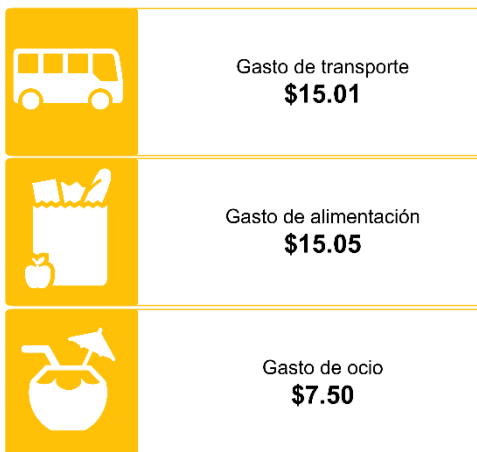 Gasto de transporte
$15.01
Gasto de alimentación
$15.05
Gasto de ocio
$7.50